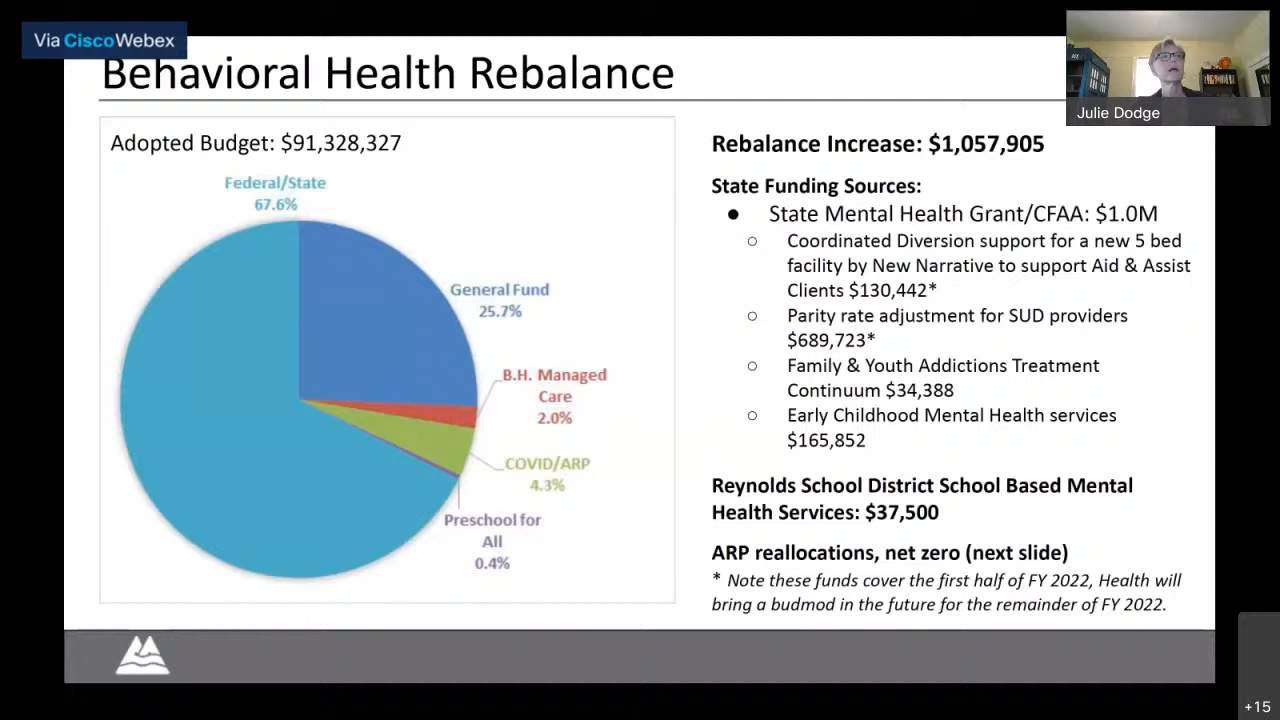 Via CiscoWebex
Julie Dodge
Behavioral Health Rebalance
Adopted Budget: $91,328,327
Federal/State
67.6%
General Fund
25.7%
B.H. Managed
Care
2.0%
COVID/ARP
4.3%
Preschool for
All
0.4%
Rebalance Increase: $1,057,905
State Funding Sources:
● State Mental Health Grant/CFAA: $1.0M
○ Coordinated Diversion support for a new 5 bed
facility by New Narrative to support Aid & Assist
Clients $130,442*
○ Parity rate adjustment for SUD providers
$689,723*
○ Family & Youth Addictions Treatment
Continuum $34,388
○ Early Childhood Mental Health services
$165,852
Reynolds School District School Based Mental
Health Services: $37,500
ARP reallocations, net zero (next slide)
* Note these funds cover the first half of FY 2022, Health will
bring a budmod in the future for the remainder of FY 2022.
+15